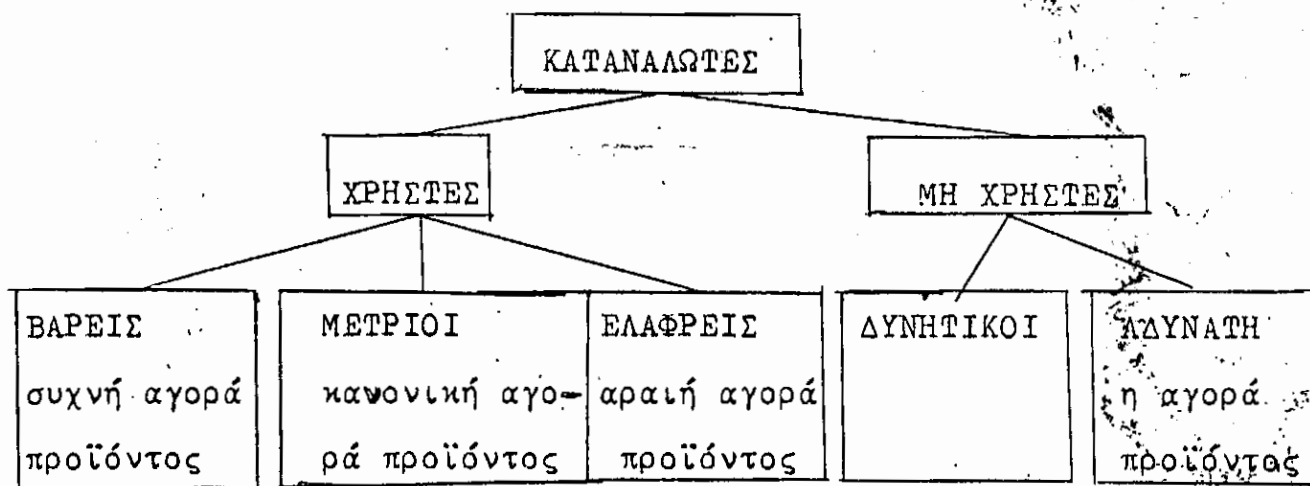 ΚΑΤΑΝΑΛΩΤΕΣ
ΧΡΗΣΤΕΣ
ΜΗ ΧΡΗΣΤΕΣ
ΒΑΡΕΙΣ
συχνή αγορά
προϊόντος
ΜΕΤΡΙΟΙ
κανονική αγο-
ρά προϊόντος
ΕΛΑΦΡΕΙΣ
αραιή αγορά
προϊόντος
ΔΥΝΗΤΙΚΟΙ
ΑΔΥΝΑΤΗ
η αγορά
προϊόντος